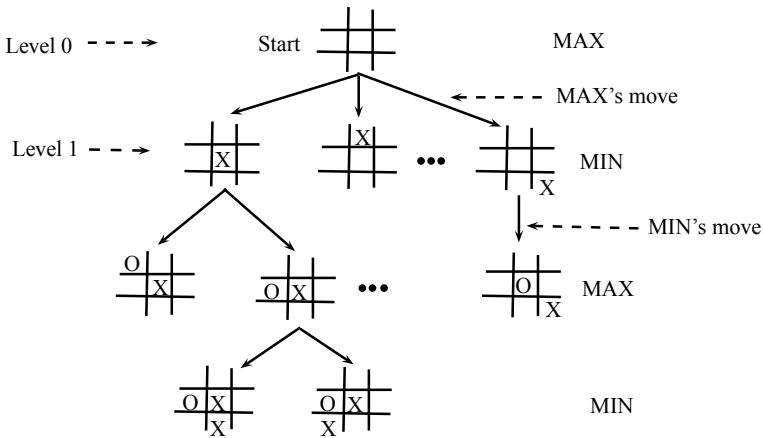 Level 0 Start MAX
MAX's move
X
Level 1 X ••• MIN
X
MIN's move
O
X O X ••• O MAX
X
O X O X MIN
X X